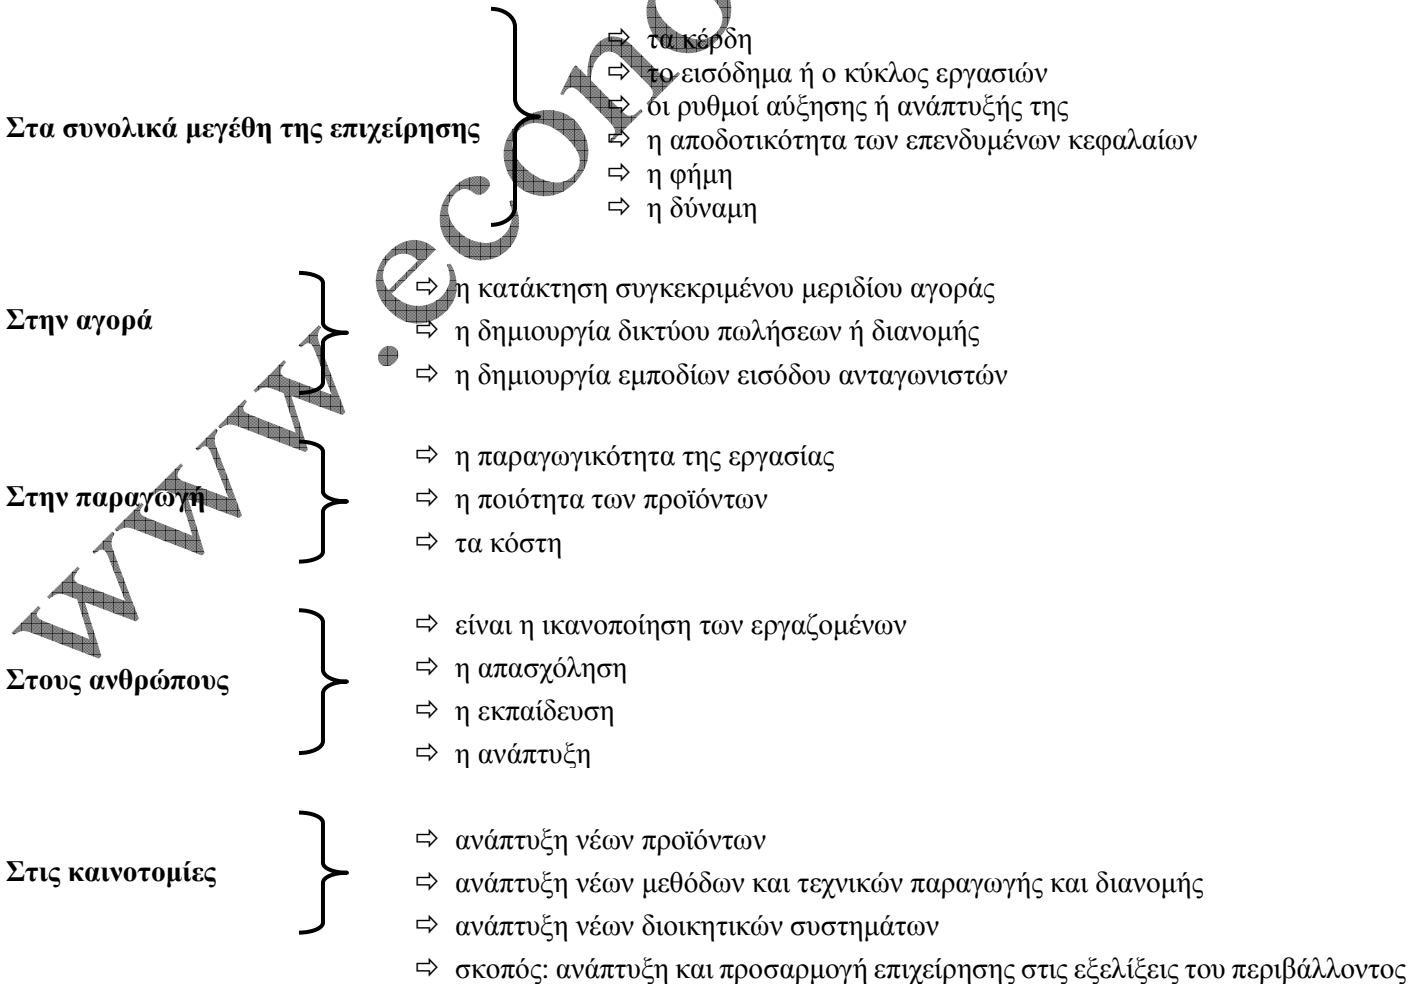 ⇨ τα κέρδη
⇨ το εισόδημα ή ο κύκλος εργασιών
⇨ οι ρυθμοί αύξησης ή ανάπτυξής της
Στα συνολικά μεγέθη της επιχείρησης
⇨ η αποδοτικότητα των επενδυμένων κεφαλαίων
⇨ η φήμη
⇨ η δύναμη
⇨ η κατάκτηση συγκεκριμένου μεριδίου αγοράς
Στην αγορά
⇨ η δημιουργία δικτύου πωλήσεων ή διανομής
⇨ η δημιουργία εμποδίων εισόδου ανταγωνιστών
⇨ η παραγωγικότητα της εργασίας
Στην παραγωγή
⇨ η ποιότητα των προϊόντων
⇨ τα κόστη
⇨ είναι η ικανοποίηση των εργαζομένων
⇨ η απασχόληση
Στους ανθρώπους
⇨ η εκπαίδευση
⇨ η ανάπτυξη
⇨ ανάπτυξη νέων προϊόντων
Στις καινοτομίες
⇨ ανάπτυξη νέων μεθόδων και τεχνικών παραγωγής και διανομής
⇨ ανάπτυξη νέων διοικητικών συστημάτων
⇨ σκοπός: ανάπτυξη και προσαρμογή επιχείρησης στις εξελίξεις του περιβάλλοντος
www.econo